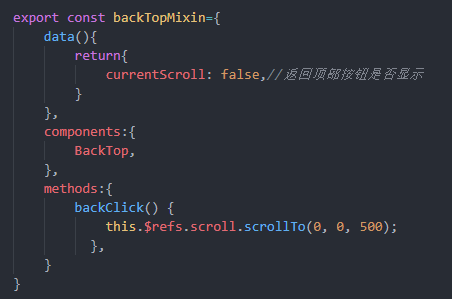 export const backTopMixin={
    data(){
        return{
            currentScroll: false,//返回顶部按钮是否显示
        }
    },
    components:{
        BackTop,
    },
    methods:{
        backClick() {
            this.$refs.scroll.scrollTo(0, 0, 500);
          },
    }
}